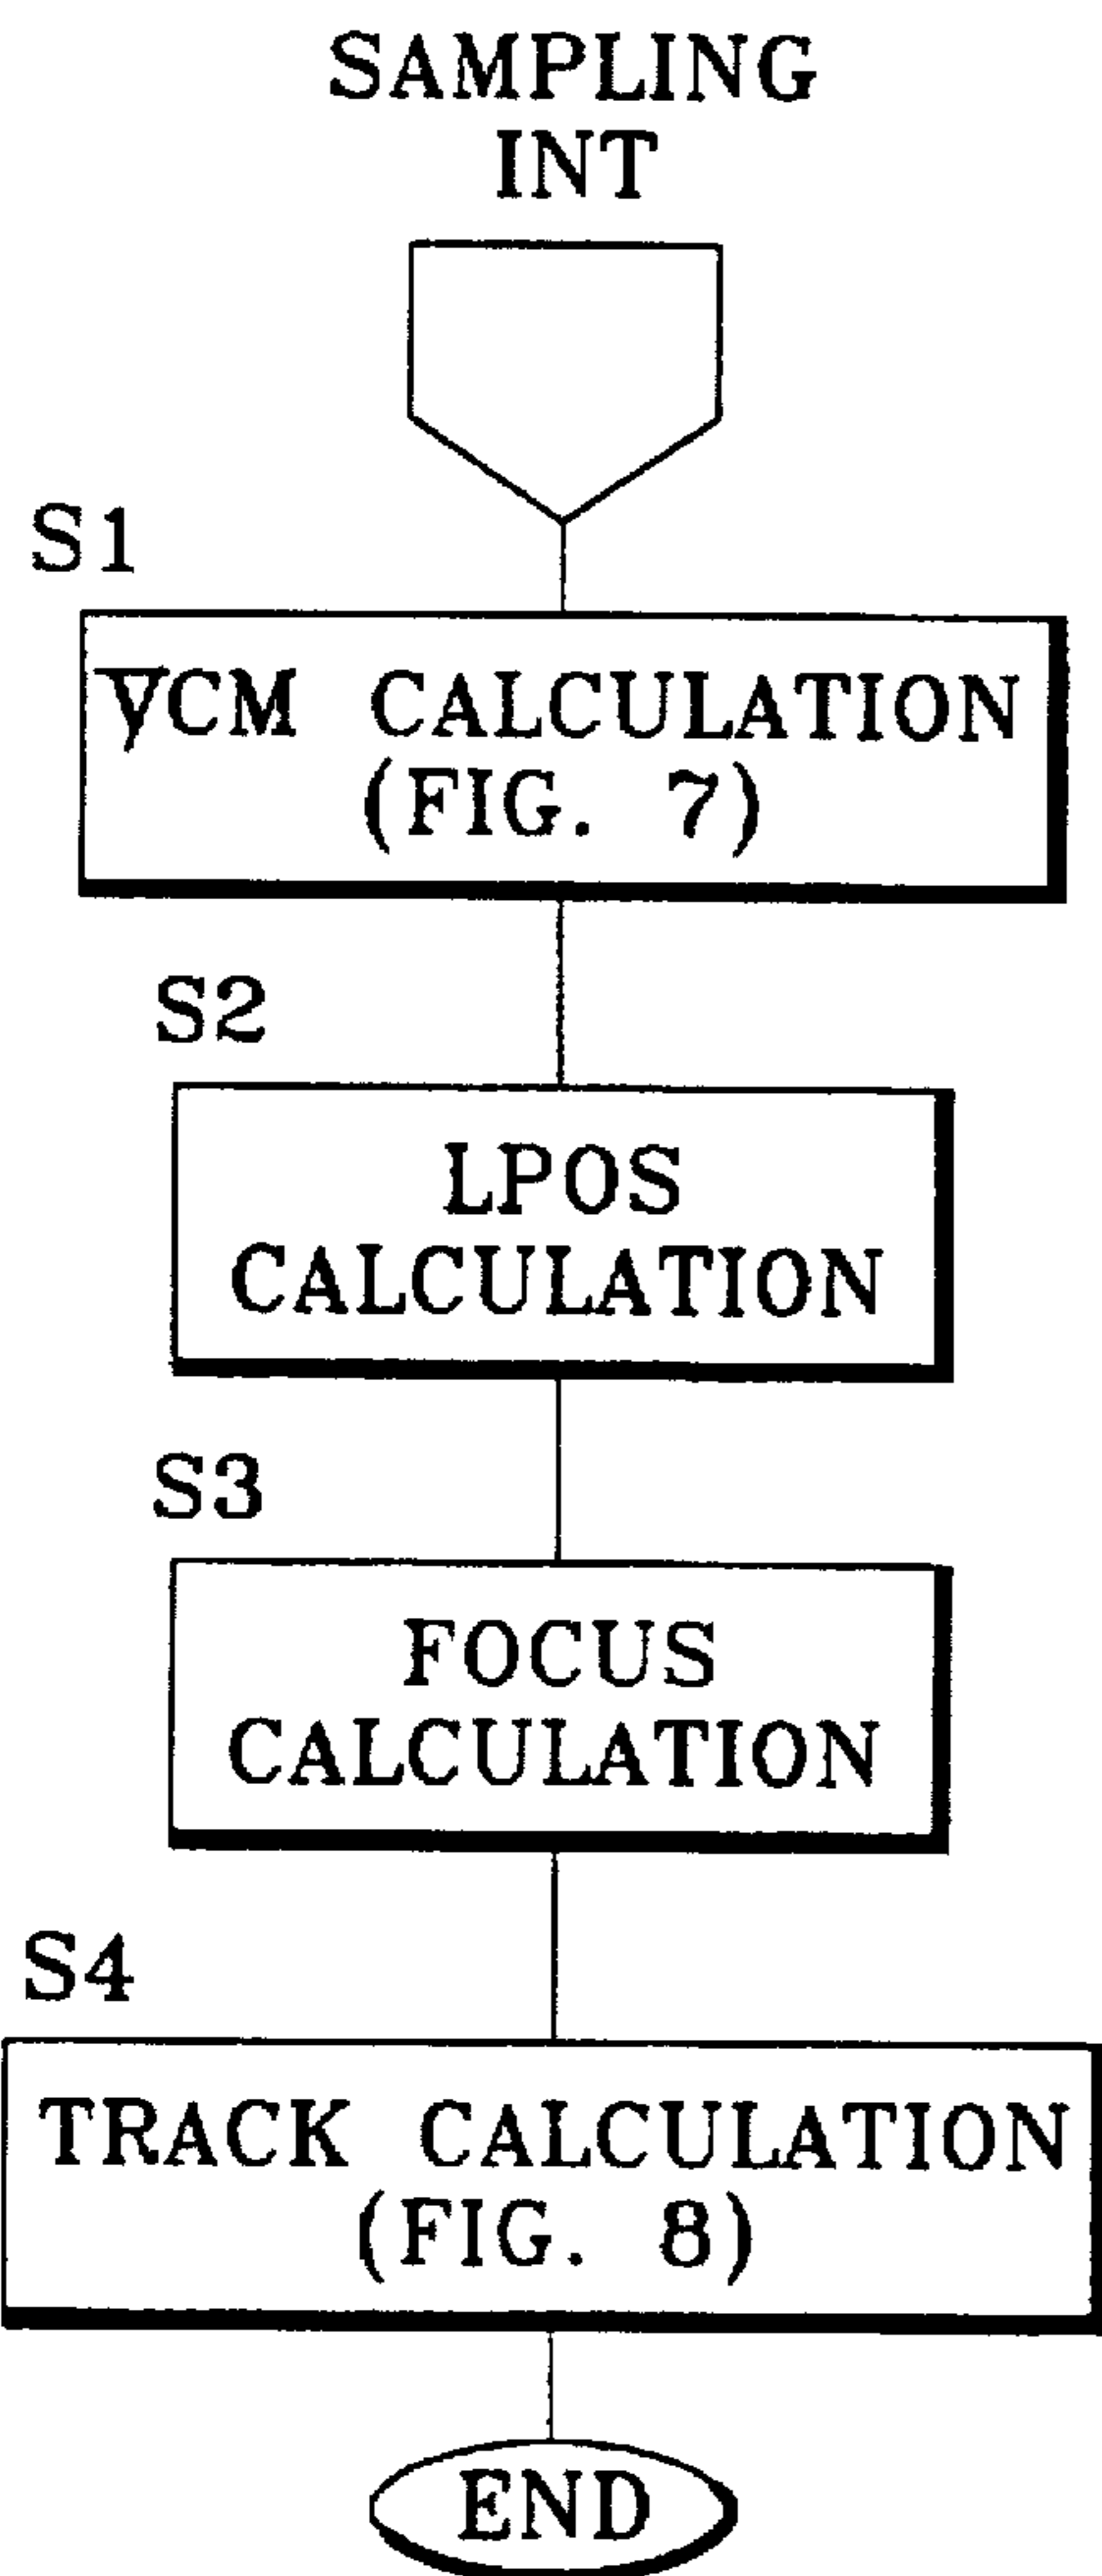 SAMPLING
INT
S1
VCM CALCULATION
(FIG. 7)
S2
LPOS
CALCULATION
S3
FOCUS
CALCULATION
S4
TRACK CALCULATION
(FIG. 8)
END